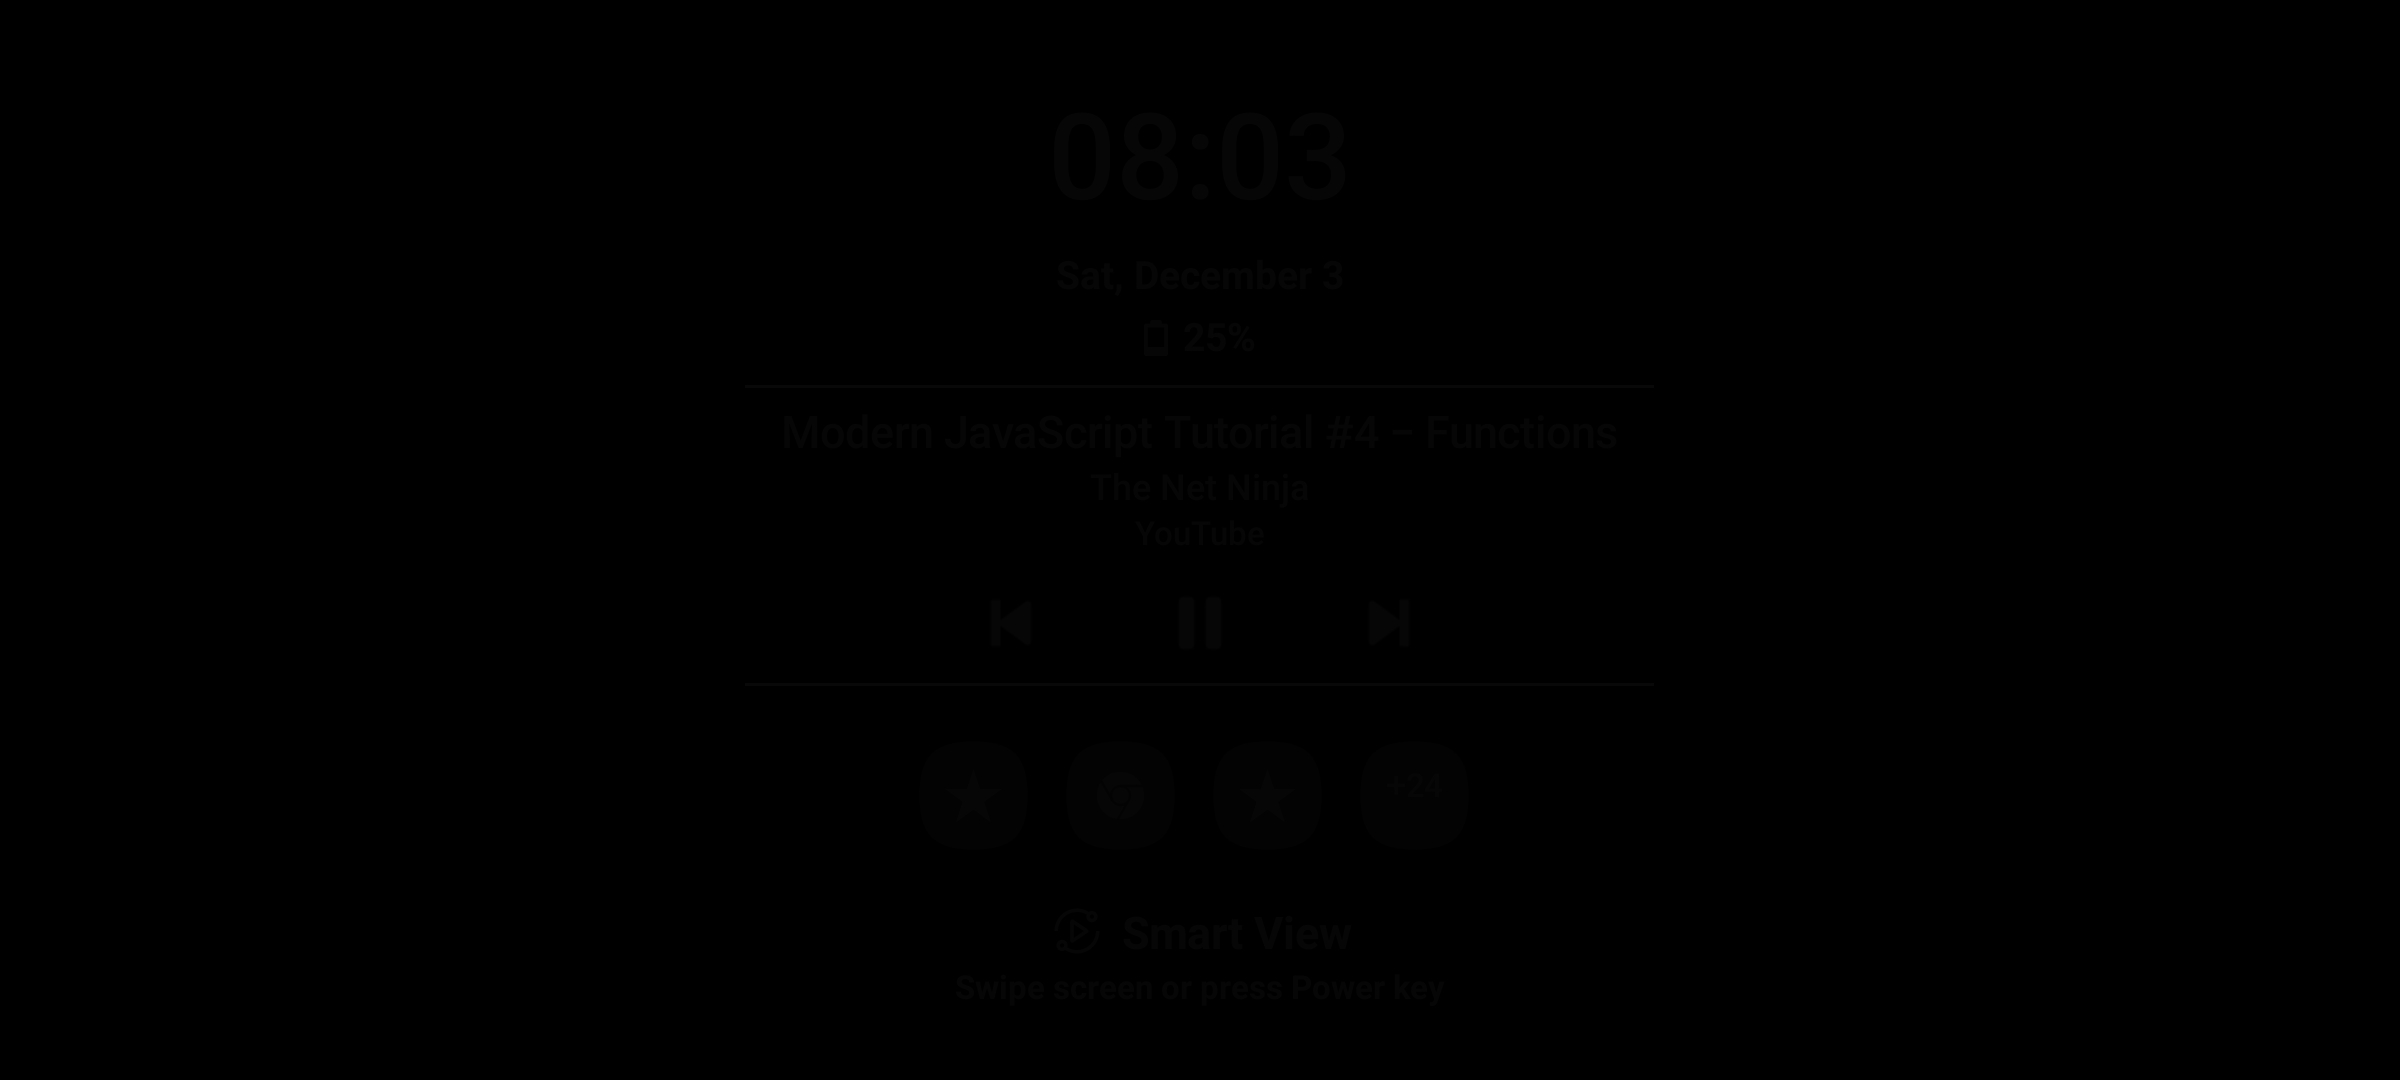 08:03
Sat, December 3
25%
Modern JavaScript Tutorial #4 – Functions
The Net Ninja
YouTube
+24
Smart View
Swipe screen or press Power key